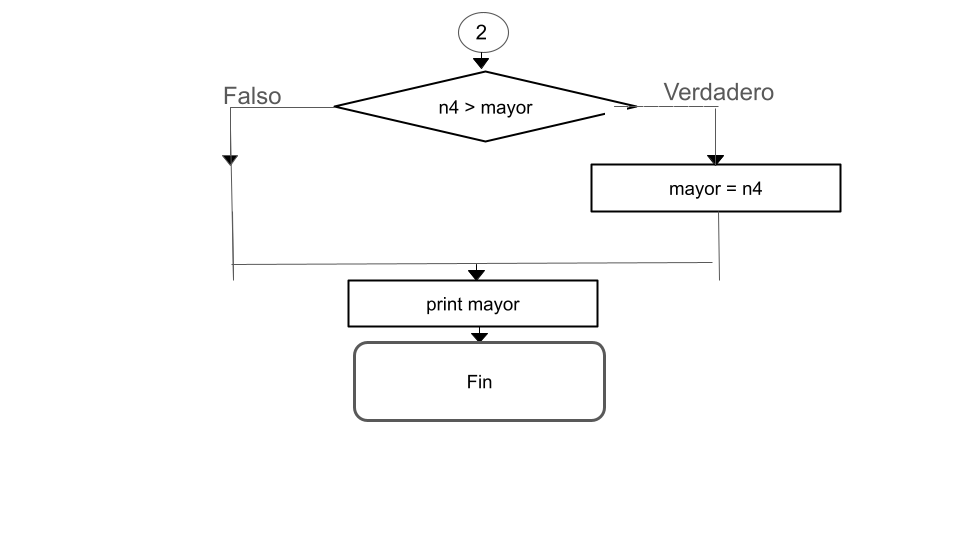 2
Falso
n4 > mayor
Verdadero
mayor = n4
print mayor
Fin